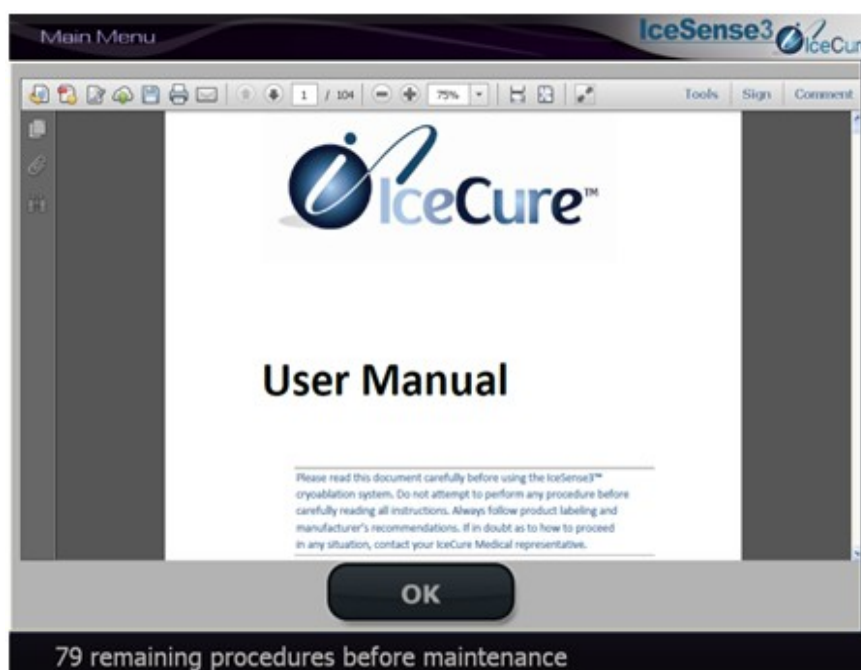 Main Menu
IceSense3 IceCur
1 / 104 75% Tools Sign Comment
IceCure™
User Manual
Please read this document carefully before using the IceSense3™
cryoablation system. Do not attempt to perform any procedure before
carefully reading all instructions. Always follow product labeling and
manufacturer's recommendations. If in doubt as to how to proceed
in any situation, contact your IceCure Medical representative.
OK
79 remaining procedures before maintenance